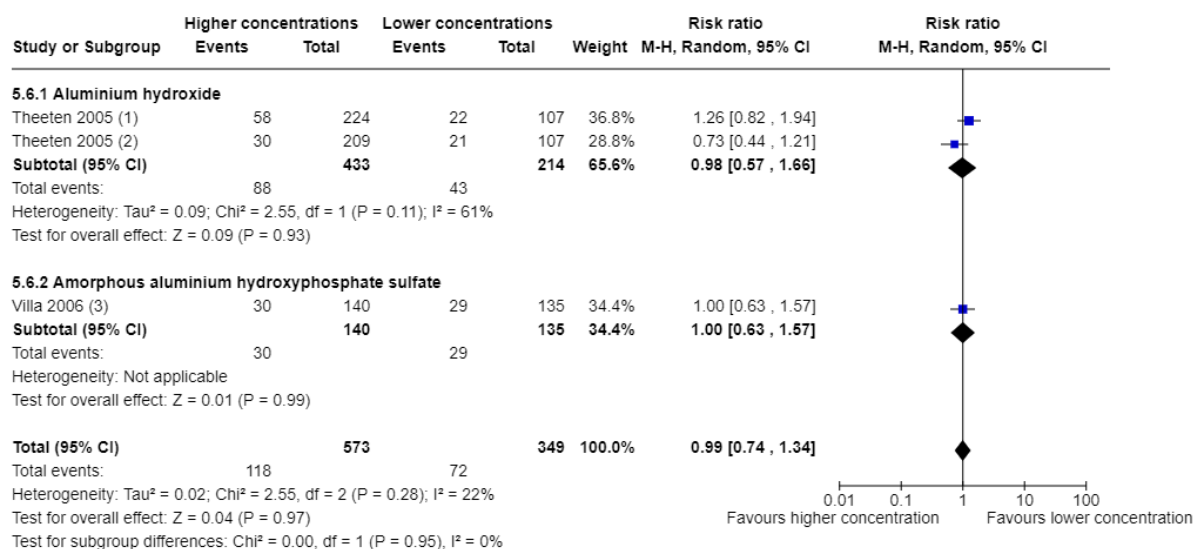 Higher concentrations Lower concentrations Risk ratio Risk ratio
Study or Subgroup Events Total Events Total Weight M-H, Random, 95% CI M-H, Random, 95% CI
5.6.1 Aluminium hydroxide
Theeten 2005 (1) 58 224 22 107 36.8% 1.26 [0.82 , 1.94]
Theeten 2005 (2) 30 209 21 107 28.8% 0.73 [0.44 , 1.21]
Subtotal (95% CI) 433 214 65.6% 0.98 [0.57 , 1.66]
Total events: 88 43
Heterogeneity: Tau² = 0.09; Chi² = 2.55, df = 1 (P = 0.11); I² = 61%
Test for overall effect: Z = 0.09 (P = 0.93)
5.6.2 Amorphous aluminium hydroxyphosphate sulfate
Villa 2006 (3) 30 140 29 135 34.4% 1.00 [0.63 , 1.57]
Subtotal (95% CI) 140 135 34.4% 1.00 [0.63 , 1.57]
Total events: 30 29
Heterogeneity: Not applicable
Test for overall effect: Z = 0.01 (P = 0.99)
Total (95% CI) 573 349 100.0% 0.99 [0.74 , 1.34]
Total events: 118 72
Heterogeneity: Tau² = 0.02; Chi² = 2.55, df = 2 (P = 0.28); I² = 22%
Test for overall effect: Z = 0.04 (P = 0.97)
Test for subgroup differences: Chi² = 0.00, df = 1 (P = 0.95), I² = 0%
0.01 0.1 1 10 100
Favours higher concentration Favours lower concentration